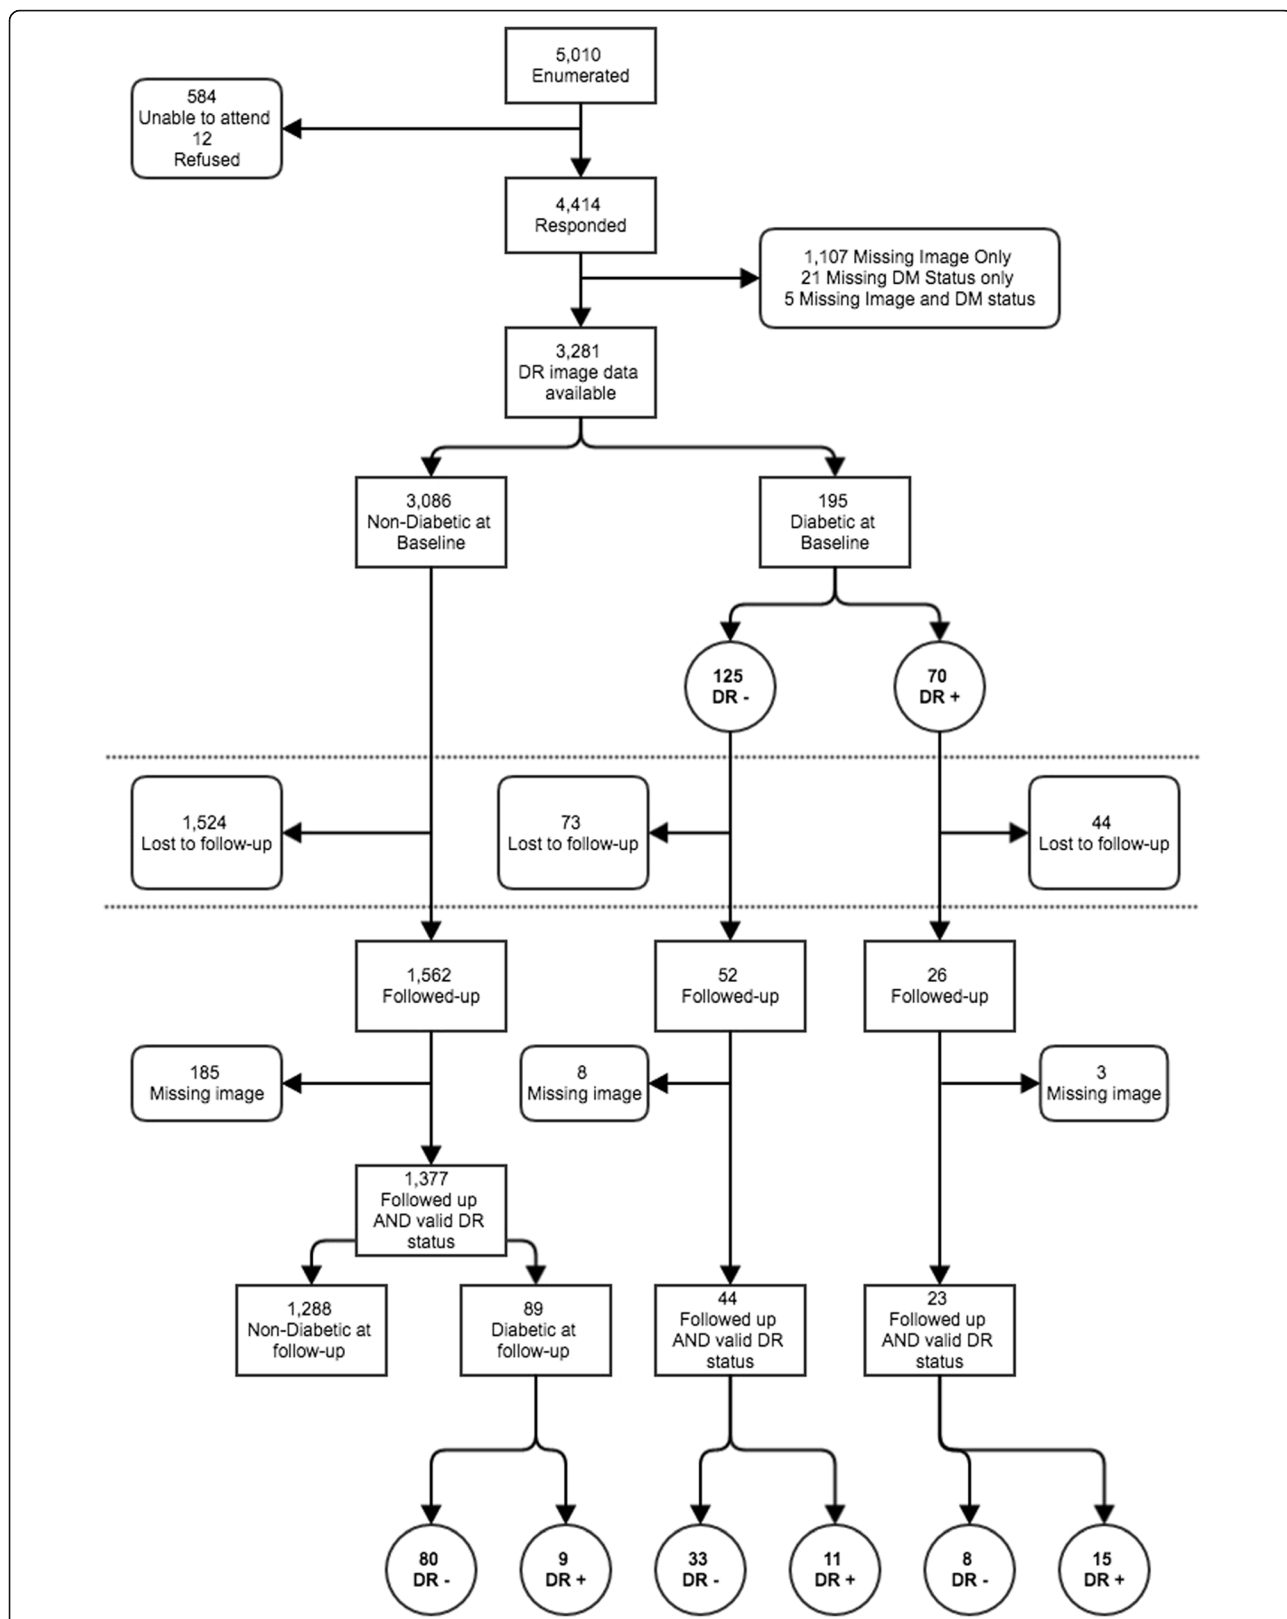 5,010
Enumerated
584
Unable to attend
12
Refused
4,414
Responded
1,107 Missing Image Only
21 Missing DM Status only
5 Missing Image and DM status
3,281
DR image data
available
3,086
Non-Diabetic at
Baseline
195
Diabetic at
Baseline
125
DR -
70
DR +
1,524
Lost to follow-up
73
Lost to follow-up
44
Lost to follow-up
1,562
Followed-up
52
Followed-up
26
Followed-up
185
Missing image
8
Missing image
3
Missing image
1,377
Followed up
AND valid DR
status
1,288
Non-Diabetic at
follow-up
89
Diabetic at
follow-up
44
Followed up
AND valid DR
status
23
Followed up
AND valid DR
status
80
DR -
9
DR +
33
DR -
11
DR +
8
DR -
15
DR +